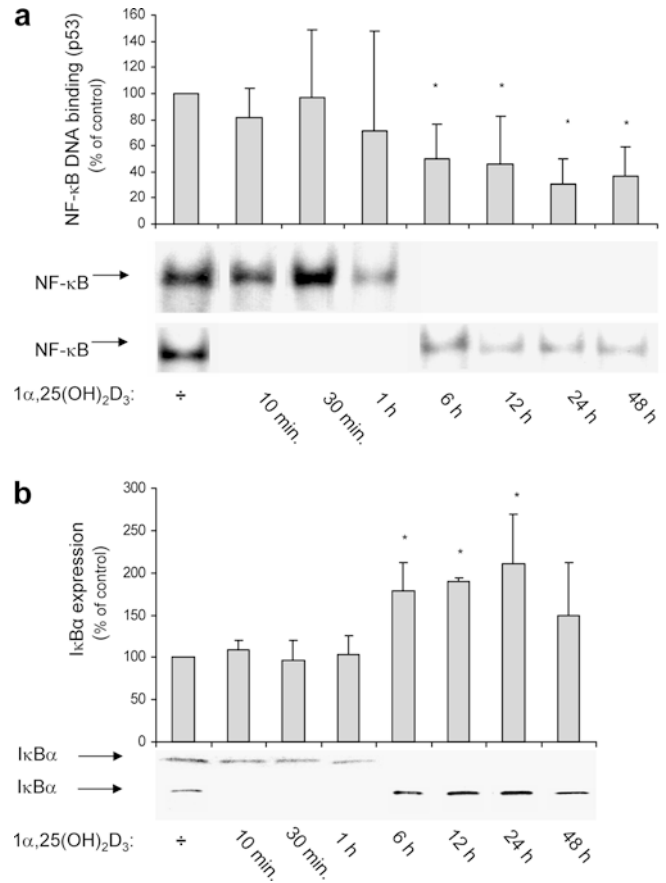 a
NF-κB DNA binding (p53)
(% of control)
160
140
120
100
80
60
40
20
0
* * * *
NF-κB
NF-κB
1α,25(OH)₂D₃: ÷ 10 min. 30 min. 1 h 6 h 12 h 24 h 48 h
b
IκBα expression
(% of control)
300
250
200
150
100
50
0
* * *
IκBα
IκBα
1α,25(OH)₂D₃: ÷ 10 min. 30 min. 1 h 6 h 12 h 24 h 48 h